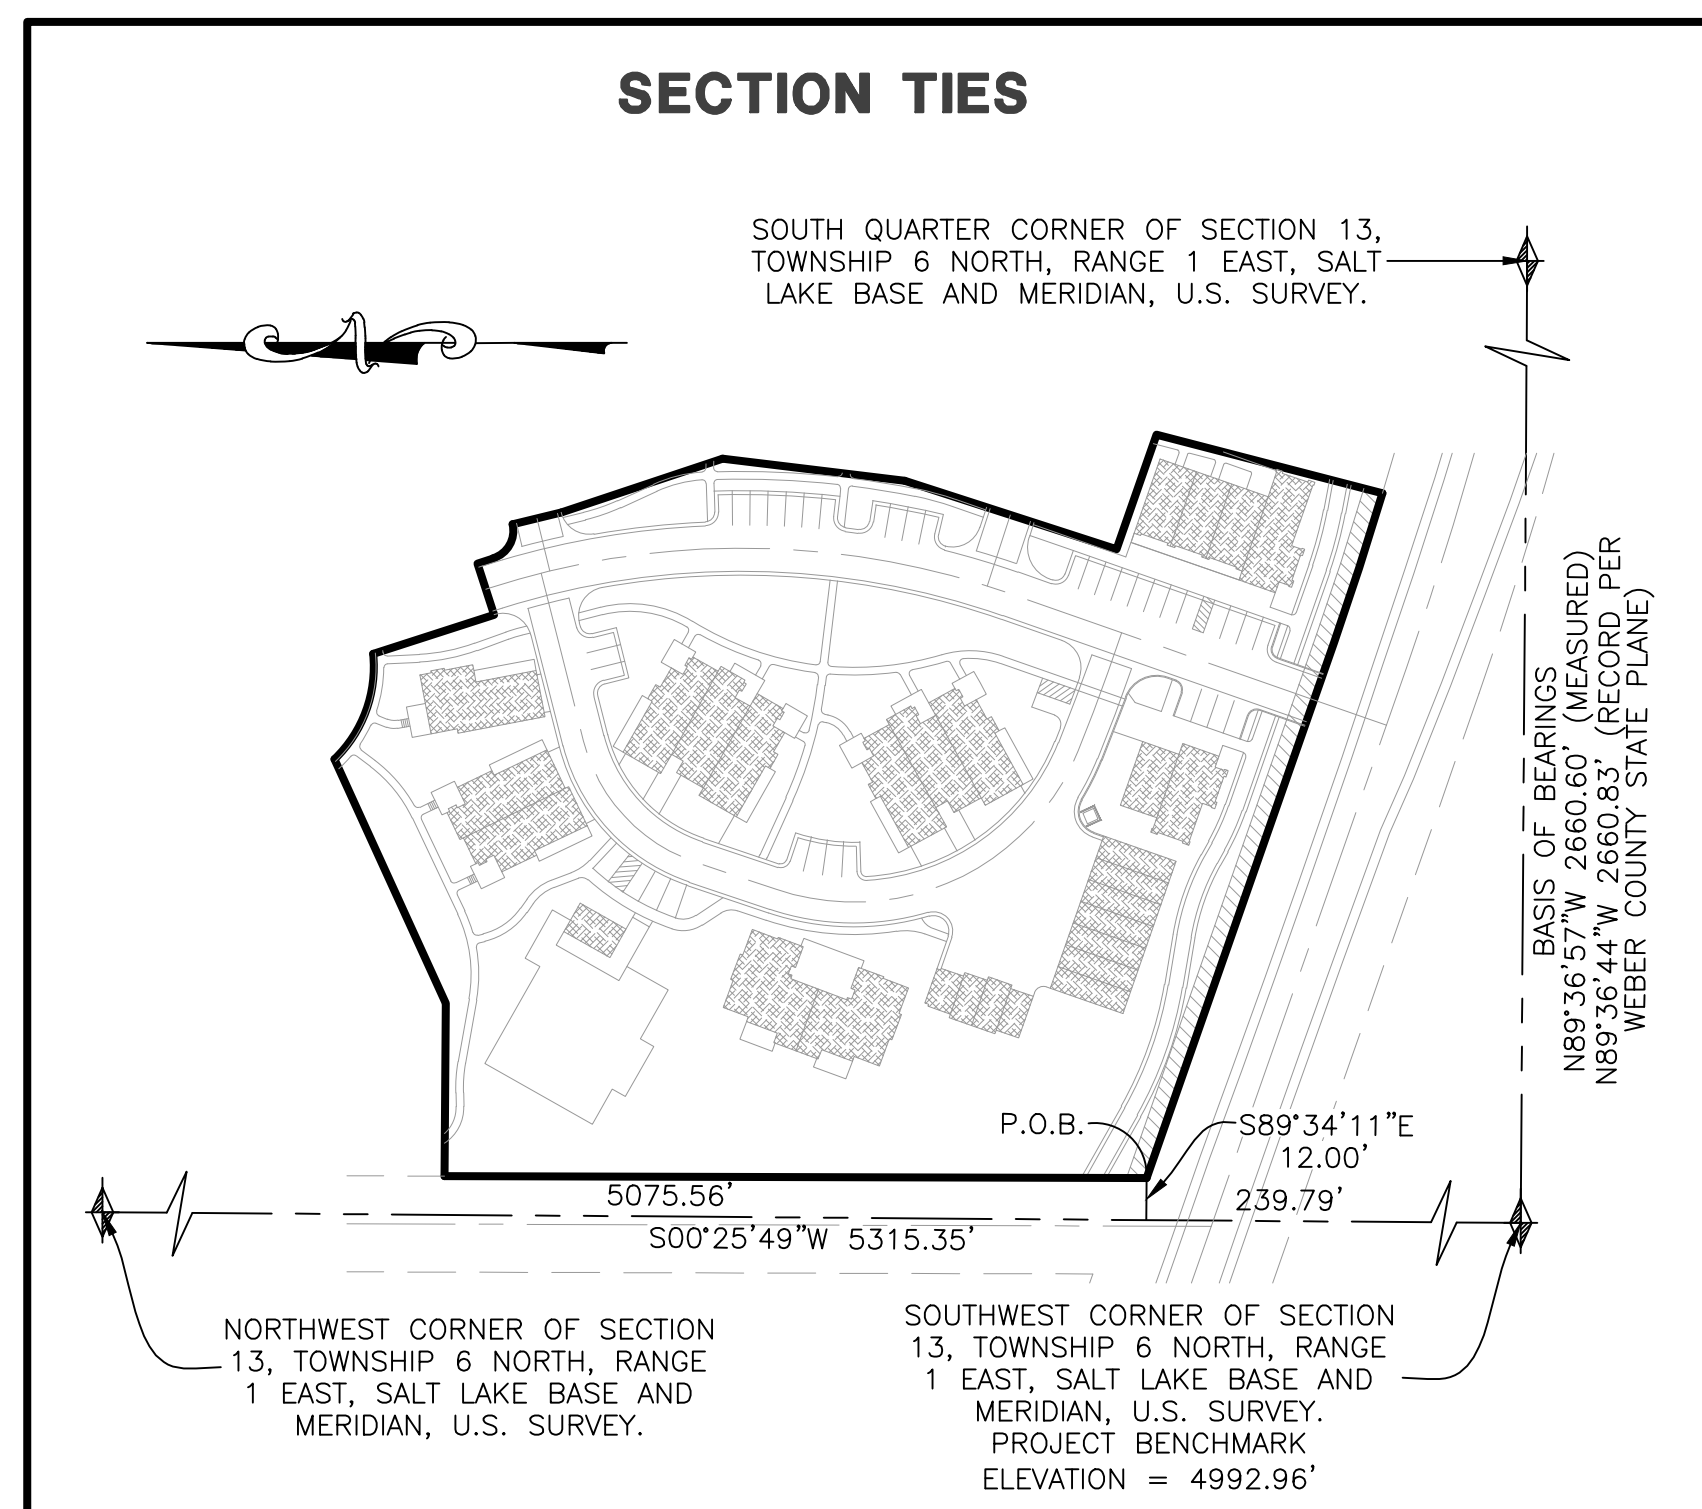 SECTION TIES
SOUTH QUARTER CORNER OF SECTION 13,
TOWNSHIP 6 NORTH, RANGE 1 EAST, SALT
LAKE BASE AND MERIDIAN, U.S. SURVEY.
N
BASIS OF BEARINGS
N89°36'57"W 2660.60' (MEASURED)
N89°36'44"W 2660.83' (RECORD PER
WEBER COUNTY STATE PLANE)
P.O.B.
S89°34'11"E
12.00'
5075.56'
239.79'
S00°25'49"W 5315.35'
NORTHWEST CORNER OF SECTION
13, TOWNSHIP 6 NORTH, RANGE
1 EAST, SALT LAKE BASE AND
MERIDIAN, U.S. SURVEY.
SOUTHWEST CORNER OF SECTION
13, TOWNSHIP 6 NORTH, RANGE
1 EAST, SALT LAKE BASE AND
MERIDIAN, U.S. SURVEY.
PROJECT BENCHMARK
ELEVATION = 4992.96'